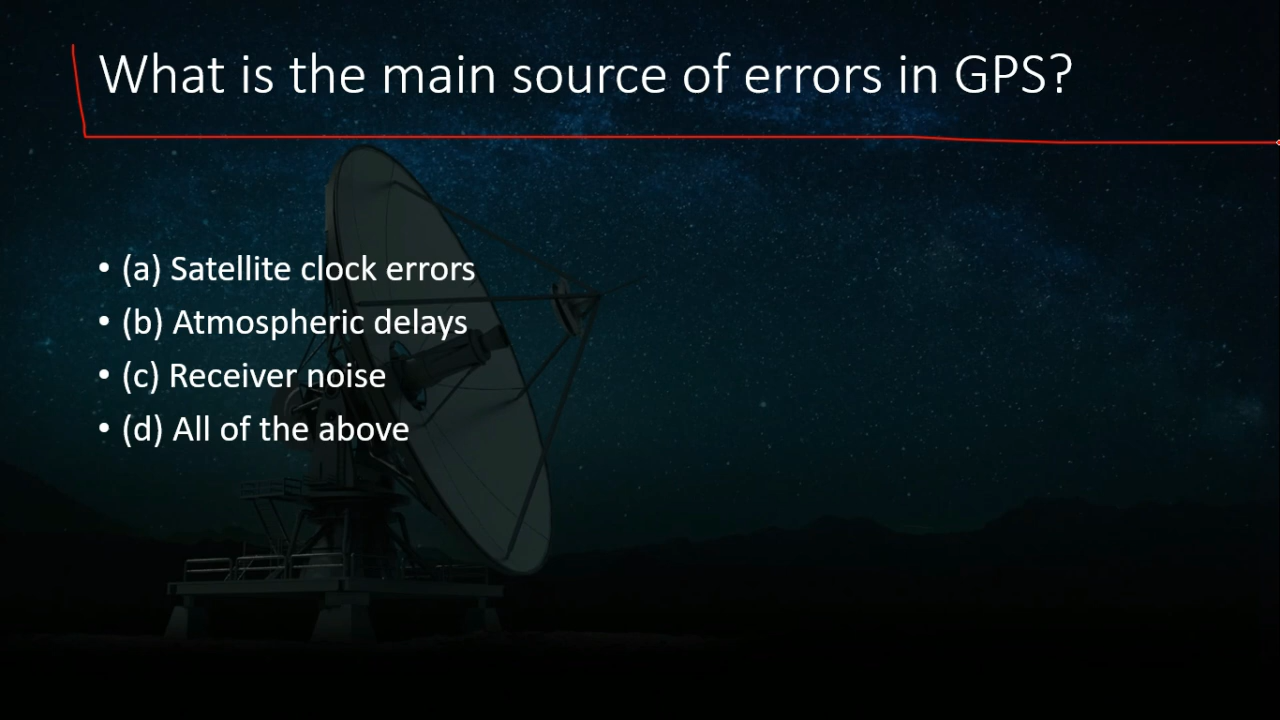 What is the main source of errors in GPS?
• (a) Satellite clock errors
• (b) Atmospheric delays
• (c) Receiver noise
• (d) All of the above